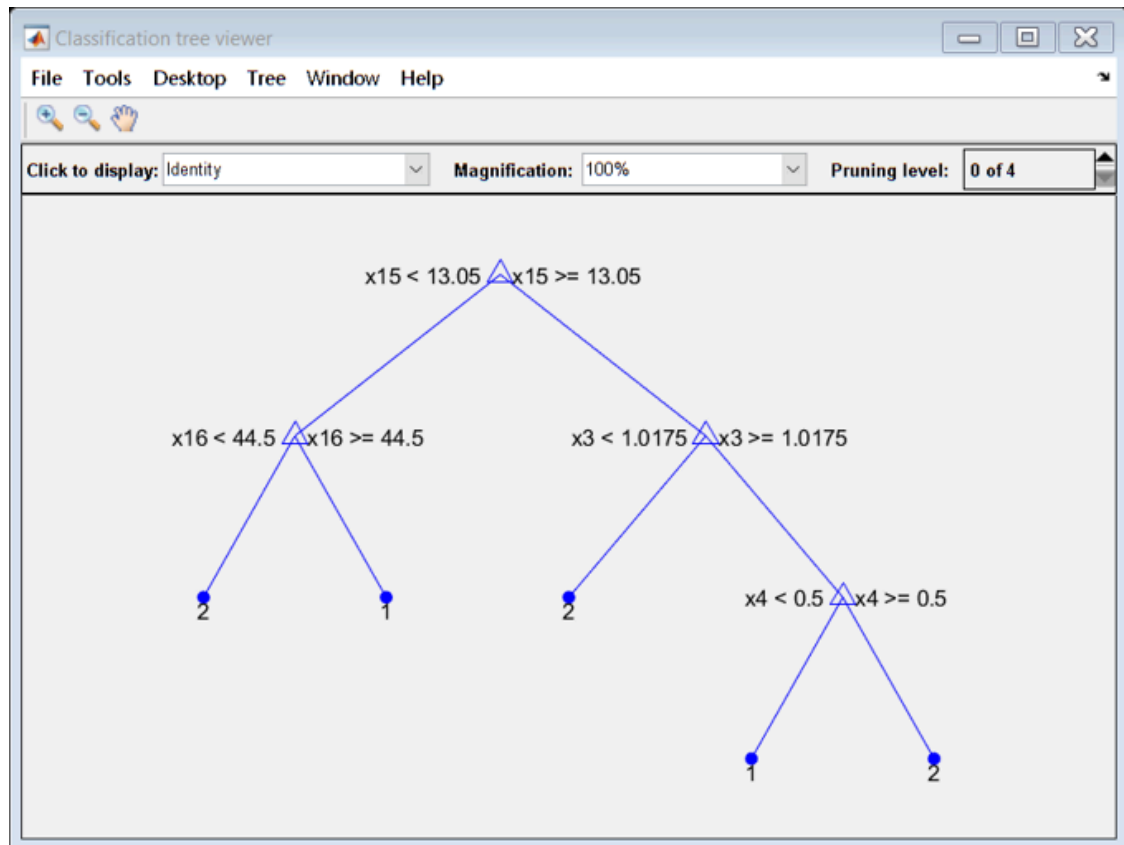 Classification tree viewer
File Tools Desktop Tree Window Help
Click to display: Identity Magnification: 100% Pruning level: 0 of 4
x15 < 13.05 x15 >= 13.05
x16 < 44.5 x16 >= 44.5 x3 < 1.0175 x3 >= 1.0175
2 1 2 x4 < 0.5 x4 >= 0.5
1 2